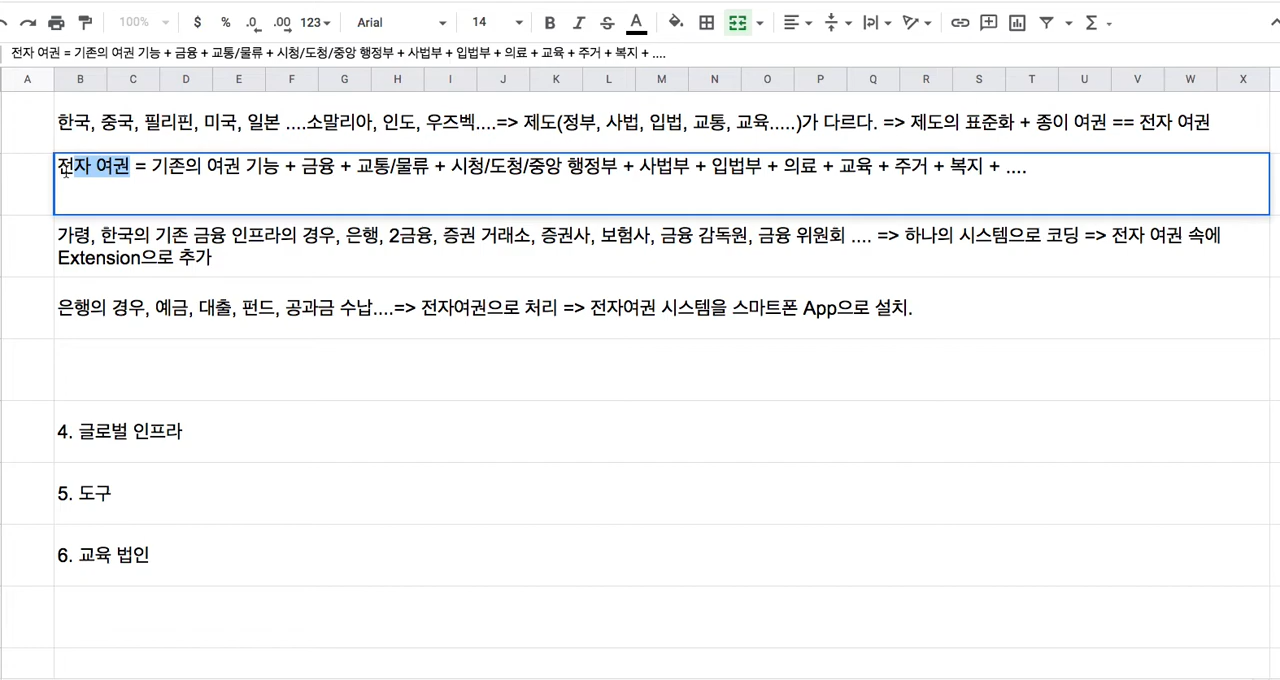 100%
$
%
.0
.00
123
Arial
14
B
I
S
A
Σ
전자 여권 = 기존의 여권 기능 + 금융 + 교통/물류 + 시청/도청/중앙 행정부 + 사법부 + 입법부 + 의료 + 교육 + 주거 + 복지 + ....
A B C D E F G H I J K L M N O P Q R S T U V W X
한국, 중국, 필리핀, 미국, 일본 ....소말리아, 인도, 우즈벡....=> 제도(정부, 사법, 입법, 교통, 교육.....)가 다르다. => 제도의 표준화 + 종이 여권 == 전자 여권
전자 여권 = 기존의 여권 기능 + 금융 + 교통/물류 + 시청/도청/중앙 행정부 + 사법부 + 입법부 + 의료 + 교육 + 주거 + 복지 + ....
가령, 한국의 기존 금융 인프라의 경우, 은행, 2금융, 증권 거래소, 증권사, 보험사, 금융 감독원, 금융 위원회 .... => 하나의 시스템으로 코딩 => 전자 여권 속에
Extension으로 추가
은행의 경우, 예금, 대출, 펀드, 공과금 수납....=> 전자여권으로 처리 => 전자여권 시스템을 스마트폰 App으로 설치.
4. 글로벌 인프라
5. 도구
6. 교육 법인